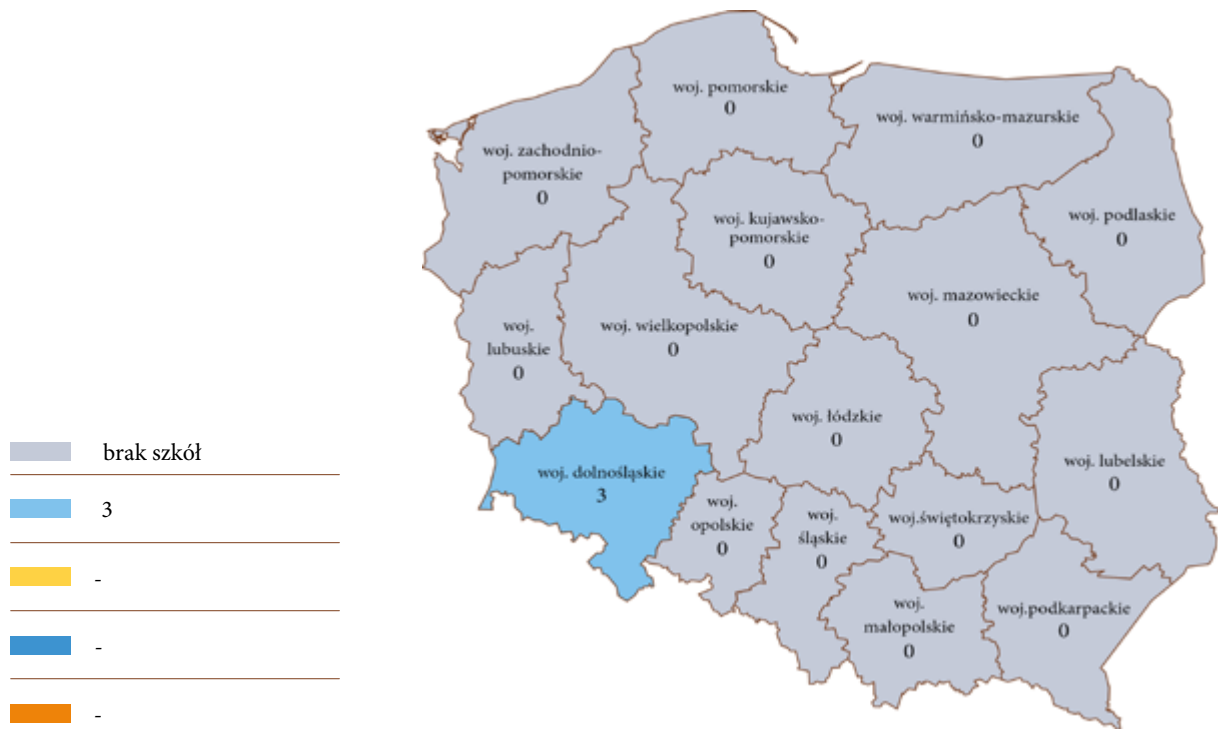 woj. pomorskie
0
woj. warmińsko-mazurskie
0
woj. zachodnio-
pomorskie
0
woj. kujawsko-
pomorskie
0
woj. podlaskie
0
woj. mazowieckie
0
woj.
lubuskie
0
woj. wielkopolskie
0
woj. łódzkie
0
woj. dolnośląskie
3
woj. lubelskie
0
woj.
opolskie
0
woj.
śląskie
0
woj.świętokrzyskie
0
woj.
małopolskie
0
woj.podkarpackie
0
brak szkół
3
-
-
-